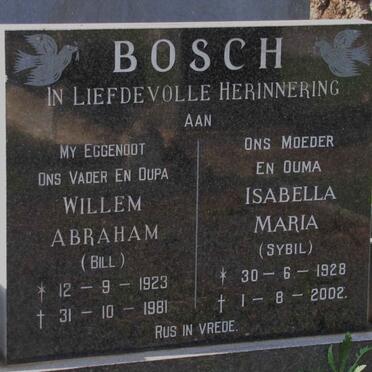 BOSCH
IN LIEFDEVOLLE HERINNERING
AAN
MY EGGENOOT
ONS VADER EN OUPA
WILLEM
ABRAHAM
(BILL)
* 12 - 9 - 1923
† 31 - 10 - 1981
ONS MOEDER
EN OUMA
ISABELLA
MARIA
(SYBIL)
* 30 - 6 - 1928
† 1 - 8 - 2002.
RUS IN VREDE.